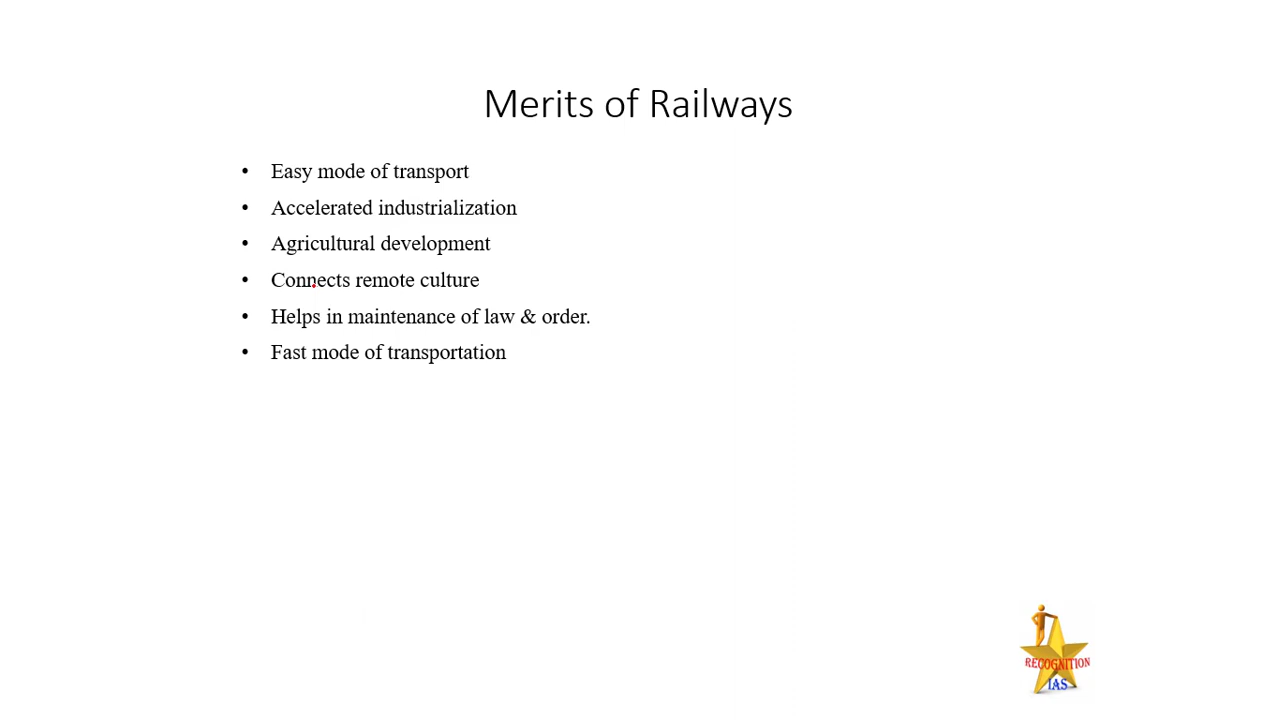 Merits of Railways
• Easy mode of transport
• Accelerated industrialization
• Agricultural development
• Connects remote culture
• Helps in maintenance of law & order.
• Fast mode of transportation
RECOGNITION
IAS